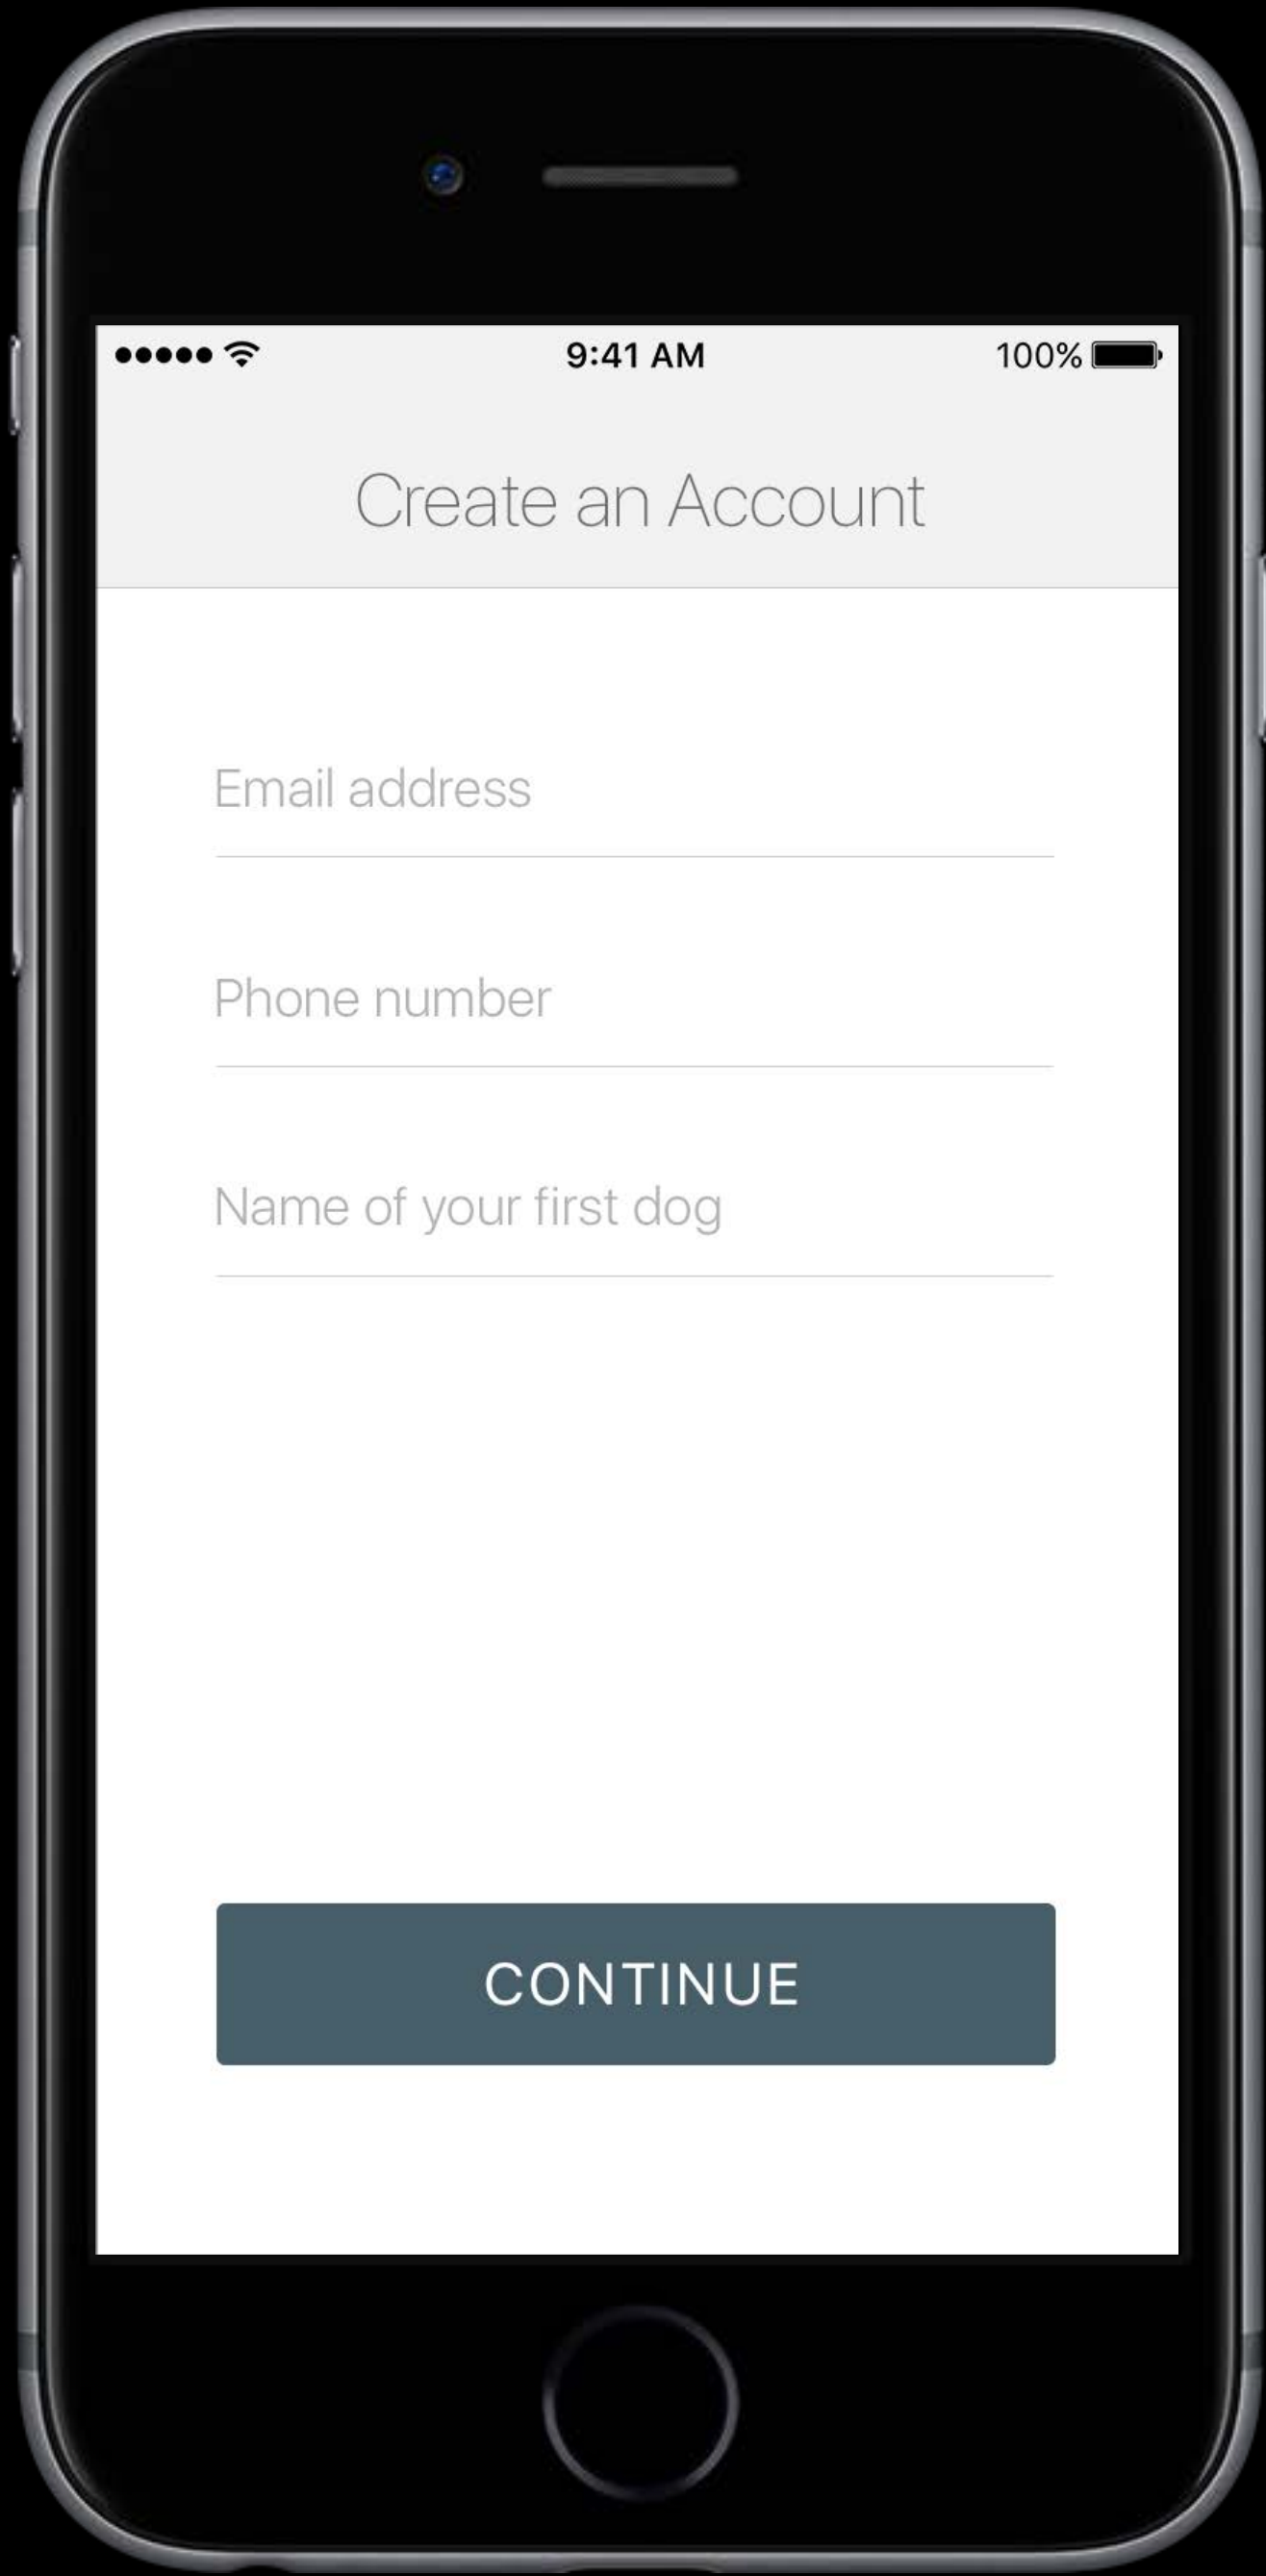 9:41 AM 100%
Create an Account
Email address
Phone number
Name of your first dog
CONTINUE